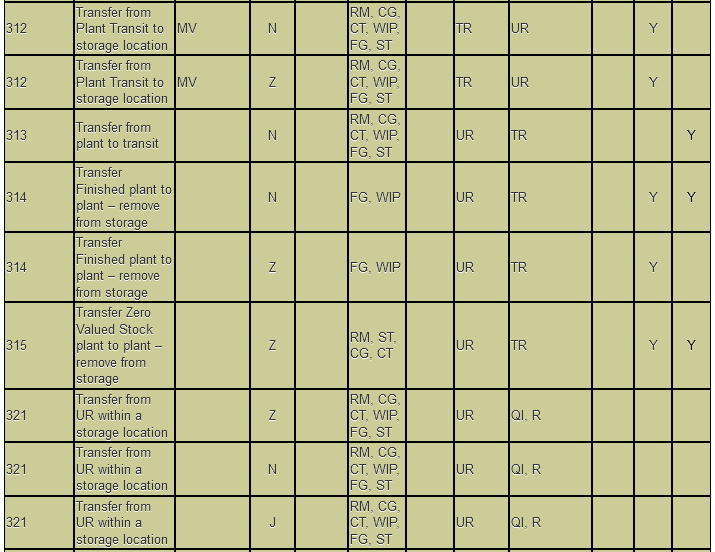 312 Transfer from Plant Transit to storage location MV N RM, CG, CT, WIP, FG, ST TR UR Y
312 Transfer from Plant Transit to storage location MV Z RM, CG, CT, WIP, FG, ST TR UR Y
313 Transfer from plant to transit N RM, CG, CT, WIP, FG, ST UR TR Y
314 Transfer Finished plant to plant – remove from storage N FG, WIP UR TR Y Y
314 Transfer Finished plant to plant – remove from storage Z FG, WIP UR TR Y
315 Transfer Zero Valued Stock plant to plant – remove from storage Z RM, ST, CG, CT UR TR Y Y
321 Transfer from UR within a storage location Z RM, CG, CT, WIP, FG, ST UR QI, R
321 Transfer from UR within a storage location N RM, CG, CT, WIP, FG, ST UR QI, R
321 Transfer from UR within a storage location J RM, CG, CT, WIP, FG, ST UR QI, R